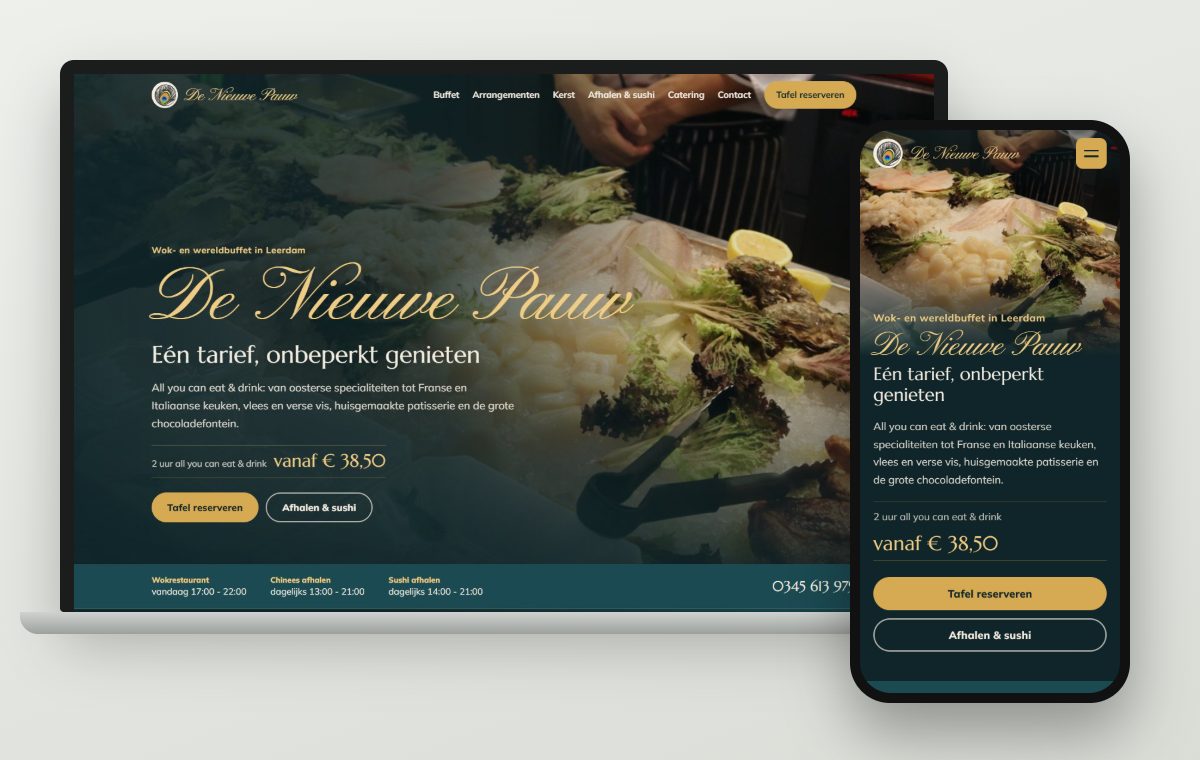 De Nieuwe Pauw
Buffet Arrangementen Kerst Afhalen & sushi Catering Contact Tafel reserveren
Wok- en wereldbuffet in Leerdam
De Nieuwe Pauw
Eén tarief, onbeperkt genieten
All you can eat & drink: van oosterse specialiteiten tot Franse en
Italiaanse keuken, vlees en verse vis, huisgemaakte patisserie en de grote
chocoladefontein.
2 uur all you can eat & drink vanaf € 38,50
Tafel reserveren Afhalen & sushi
Wokrestaurant Chinees afhalen Sushi afhalen
vandaag 17:00 - 22:00 dagelijks 13:00 - 21:00 dagelijks 14:00 - 21:00
0345 613 979
De Nieuwe Pauw
Wok- en wereldbuffet in Leerdam
De Nieuwe Pauw
Eén tarief, onbeperkt
genieten
All you can eat & drink: van oosterse
specialiteiten tot Franse en Italiaanse keuken,
vlees en verse vis, huisgemaakte patisserie en
de grote chocoladefontein.
2 uur all you can eat & drink
vanaf € 38,50
Tafel reserveren
Afhalen & sushi